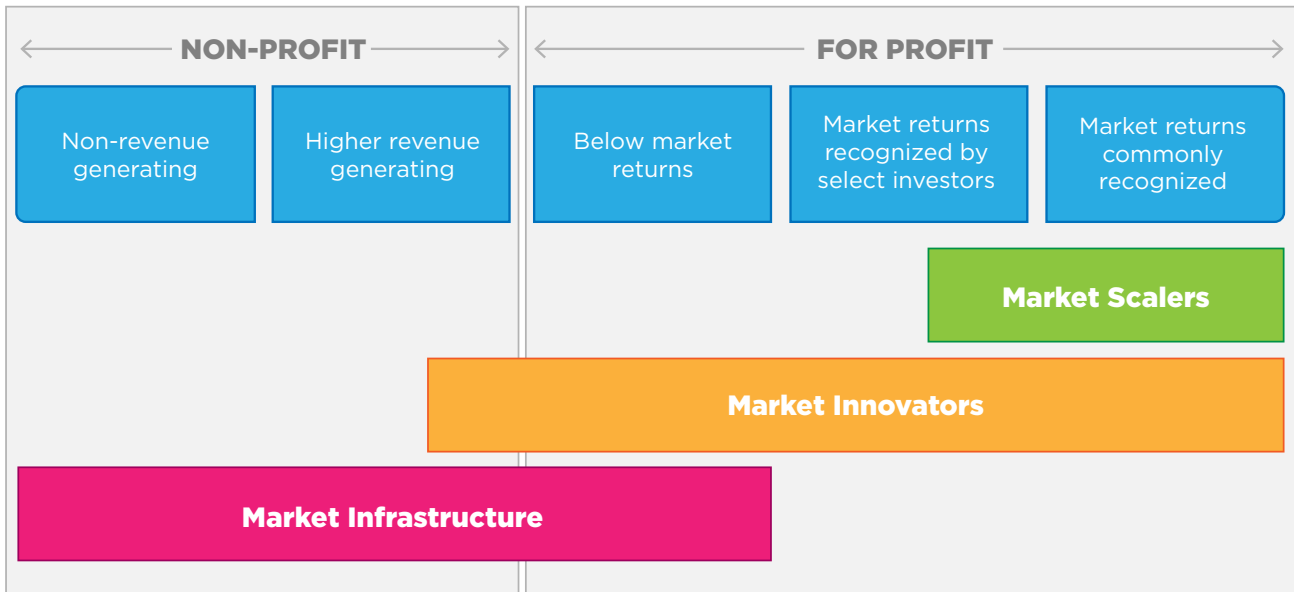 NON-PROFIT
FOR PROFIT
Non-revenue
generating
Higher revenue
generating
Below market
returns
Market returns
recognized by
select investors
Market returns
commonly
recognized
Market Scalers
Market Innovators
Market Infrastructure